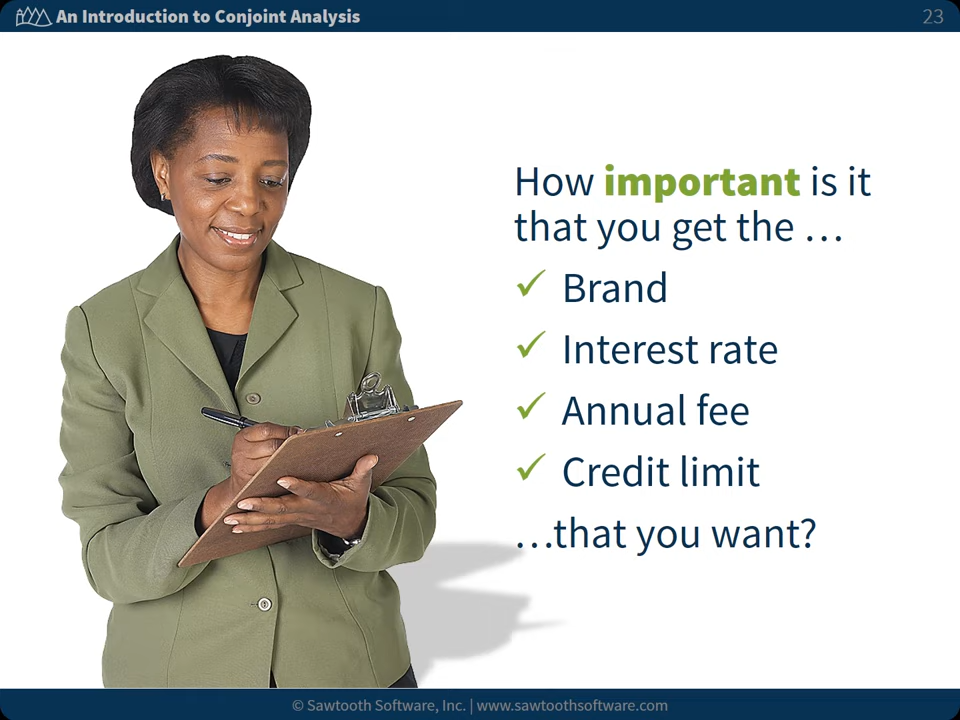 An Introduction to Conjoint Analysis
23
How important is it
that you get the …
✓ Brand
✓ Interest rate
✓ Annual fee
✓ Credit limit
…that you want?
© Sawtooth Software, Inc. | www.sawtoothsoftware.com